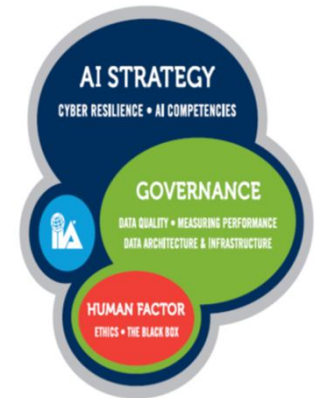 AI STRATEGY
CYBER RESILIENCE • AI COMPETENCIES
GOVERNANCE
DATA QUALITY • MEASURING PERFORMANCE
DATA ARCHITECTURE & INFRASTRUCTURE
IIA
HUMAN FACTOR
ETHICS • THE BLACK BOX